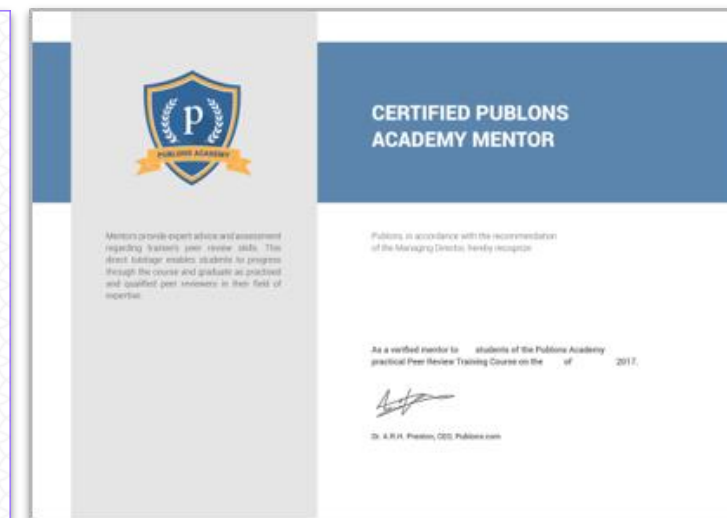 p
PUBLONS ACADEMY
Mentors provide expert advice and assessment
regarding trainee's peer review skills. This
direct tutelage enables students to progress
through the course and graduate as practised
and qualified peer reviewers in their field of
expertise.
CERTIFIED PUBLONS
ACADEMY MENTOR
Publons, in accordance with the recommendation
of the Managing Director, hereby recognize
As a verified mentor to students of the Publons Academy
practical Peer Review Training Course on the of 2017.
Dr. A.R.H. Preston, CEO, Publons.com